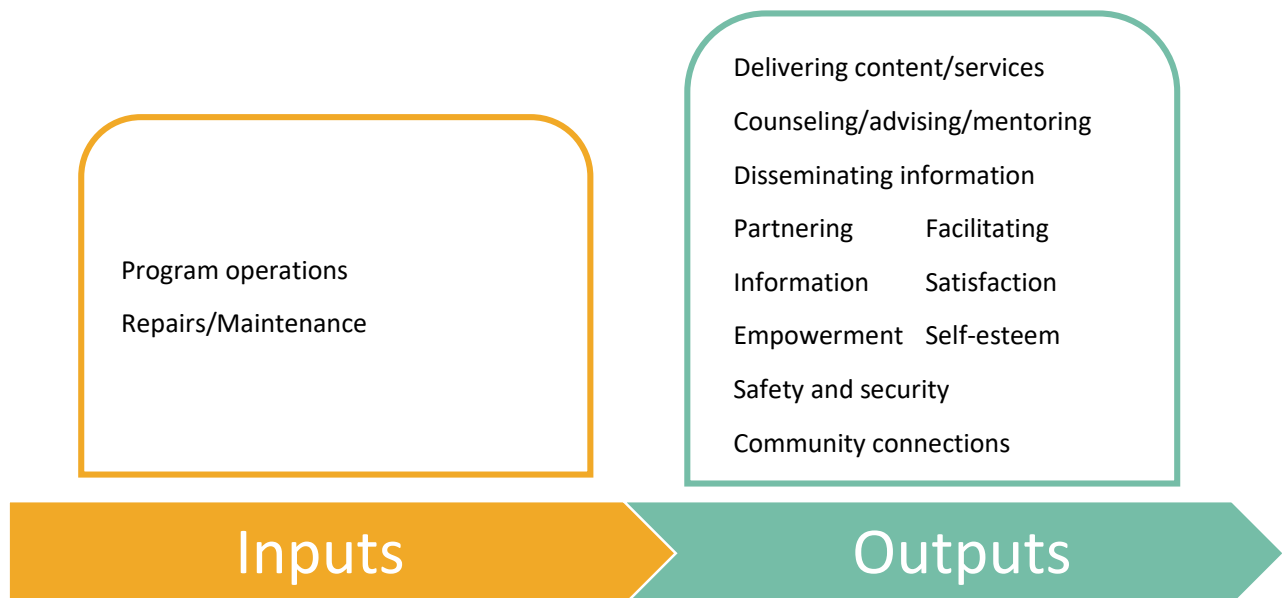 Program operations
Repairs/Maintenance
Delivering content/services
Counseling/advising/mentoring
Disseminating information
Partnering Facilitating
Information Satisfaction
Empowerment Self-esteem
Safety and security
Community connections
Inputs
Outputs